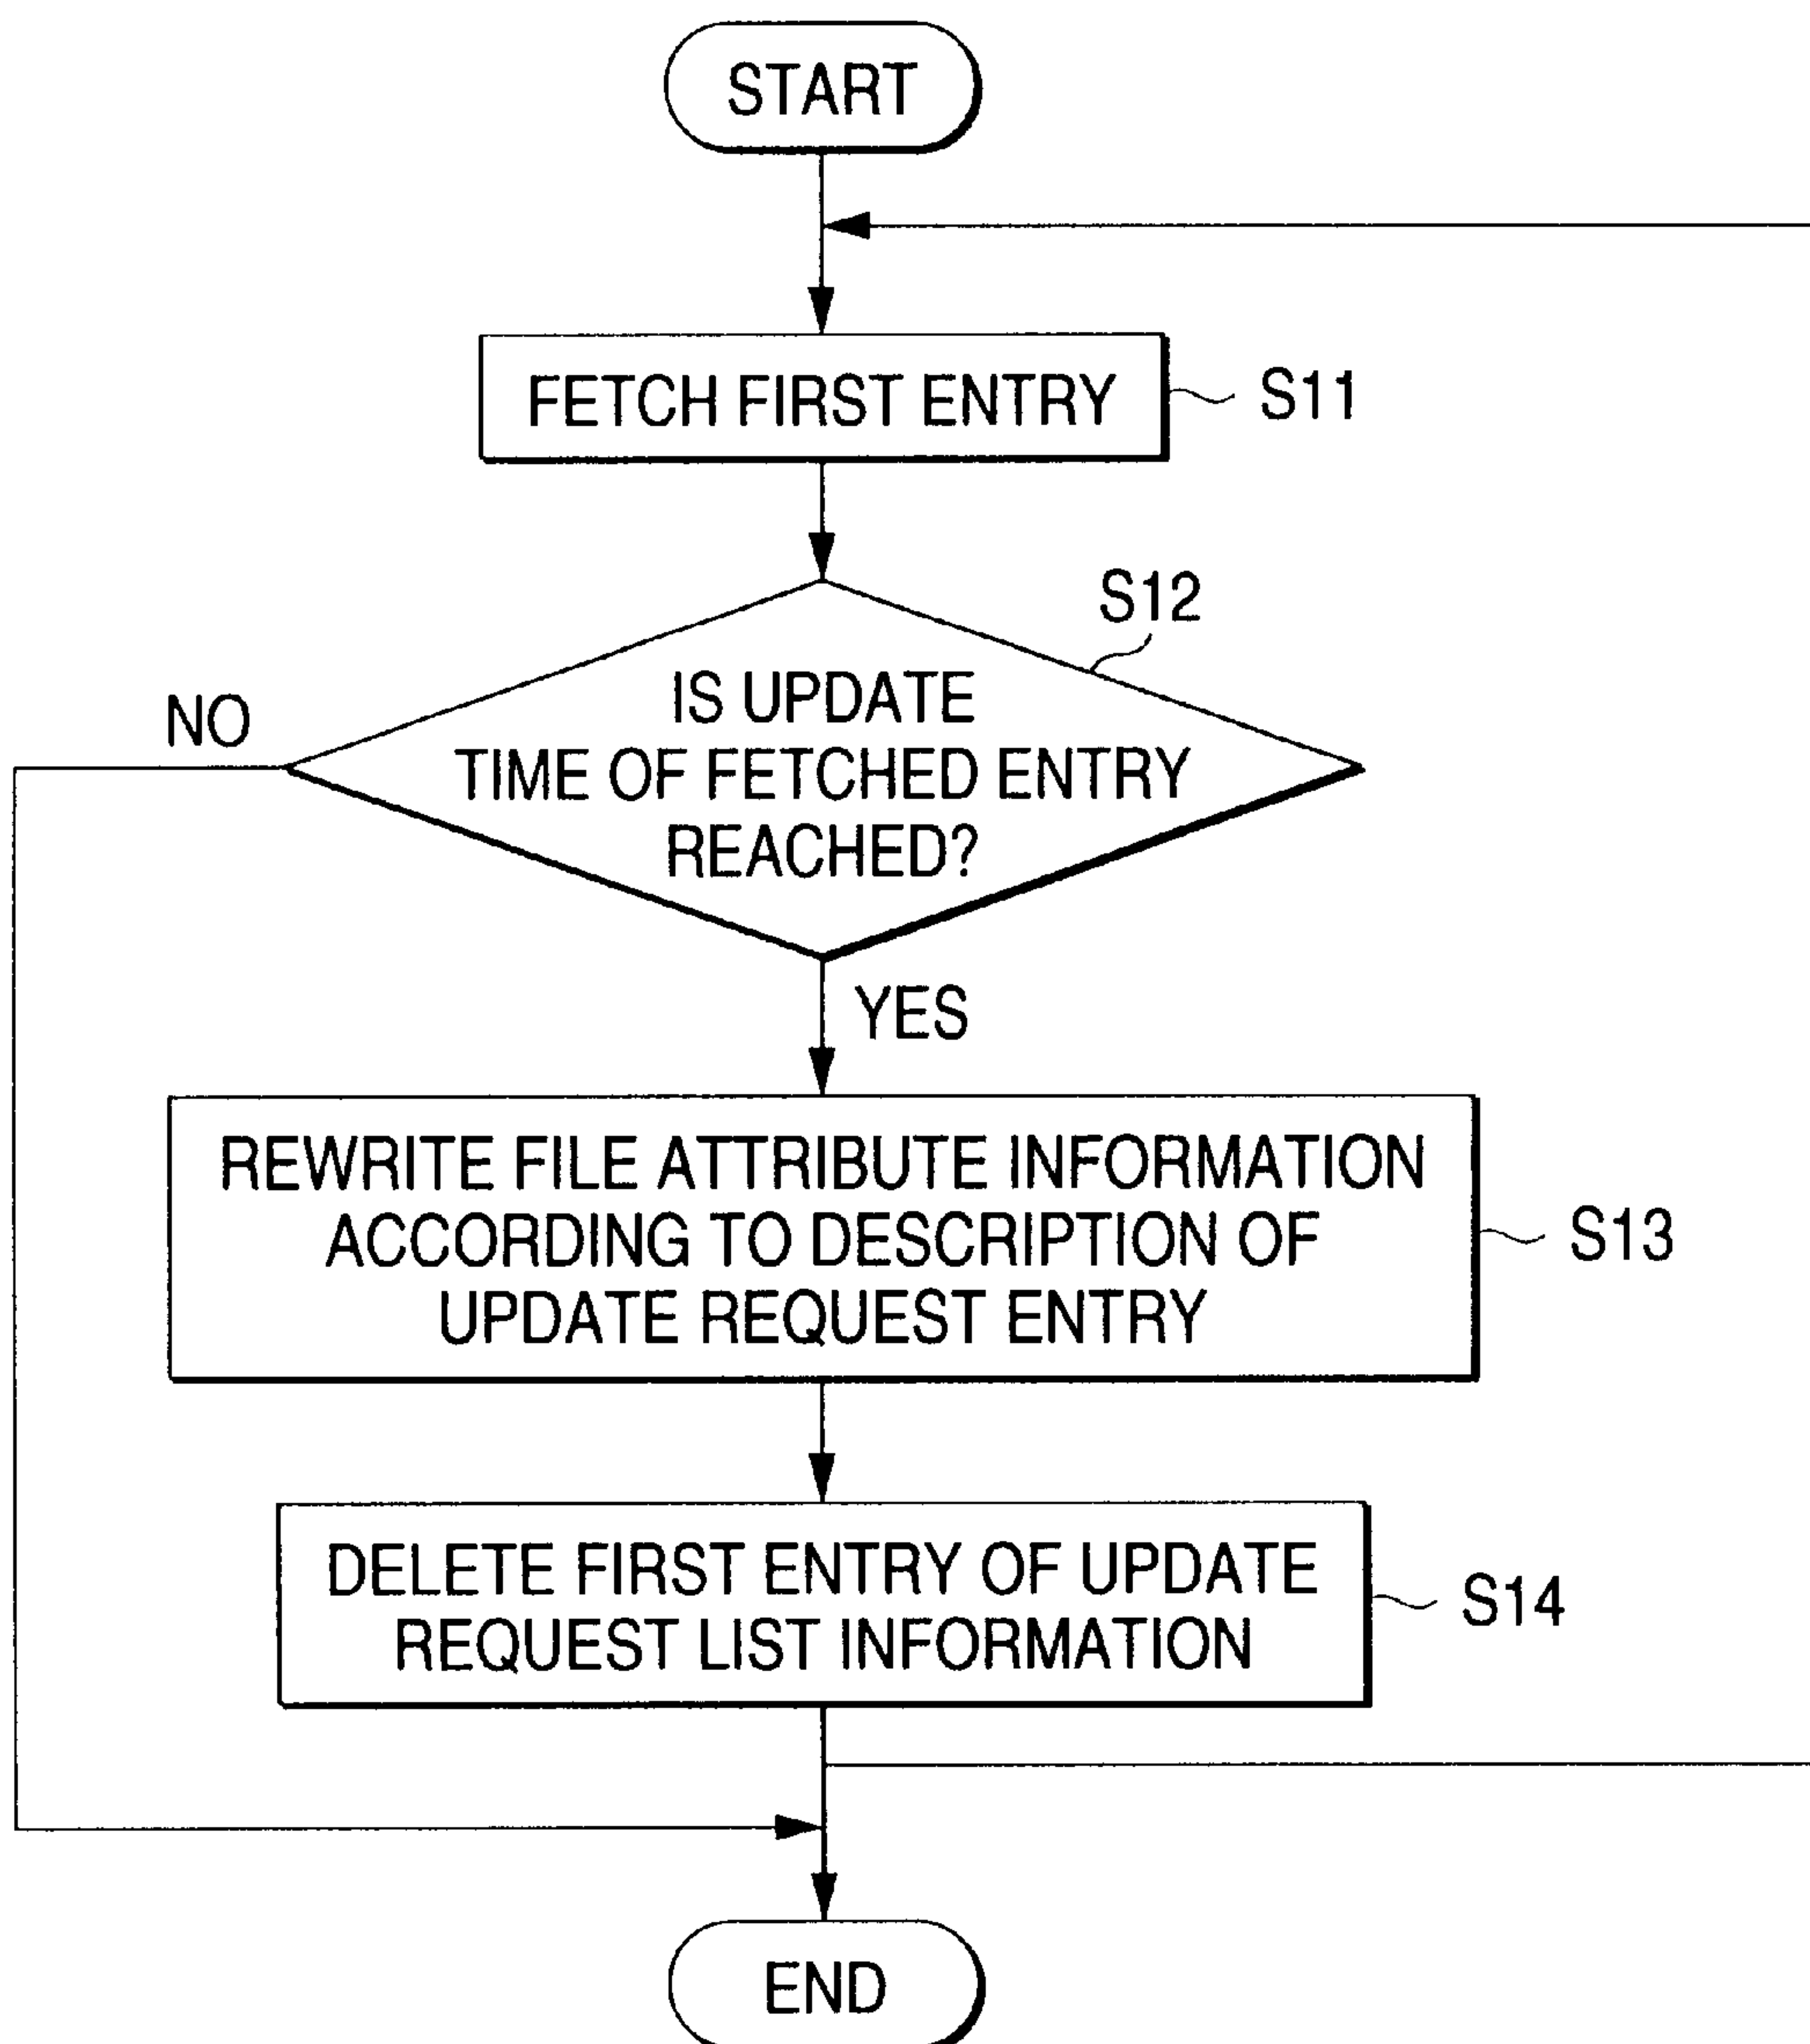 START
FETCH FIRST ENTRY
S11
S12
IS UPDATE
TIME OF FETCHED ENTRY
REACHED?
NO
YES
REWRITE FILE ATTRIBUTE INFORMATION
ACCORDING TO DESCRIPTION OF
UPDATE REQUEST ENTRY
S13
DELETE FIRST ENTRY OF UPDATE
REQUEST LIST INFORMATION
S14
END